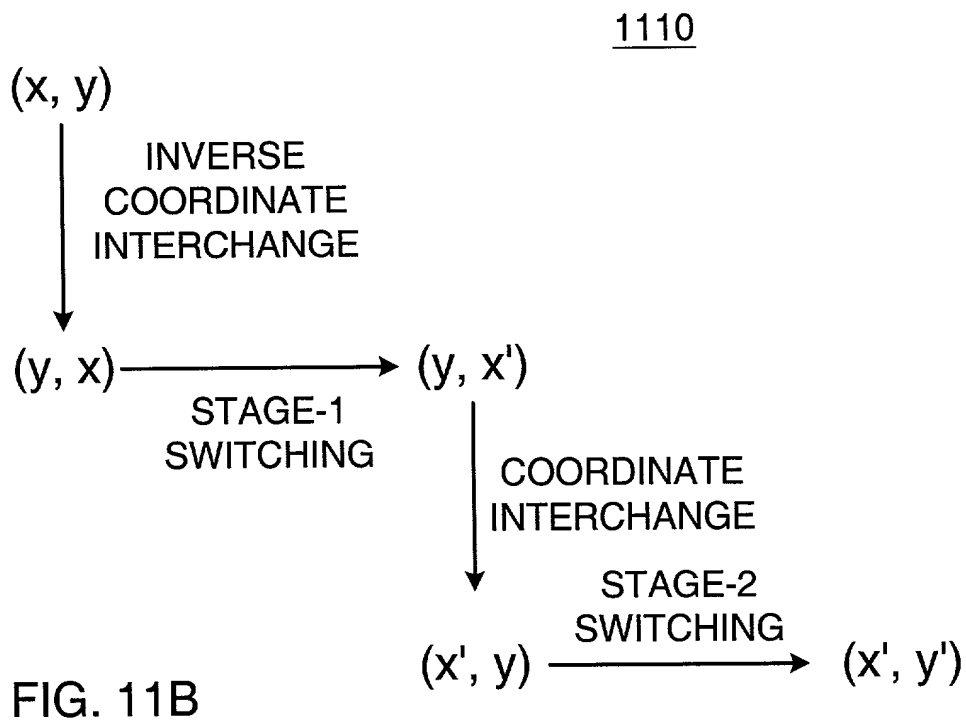 1110
(x, y)
INVERSE
COORDINATE
INTERCHANGE
(y, x)
(y, x')
STAGE-1
SWITCHING
COORDINATE
INTERCHANGE
STAGE-2
SWITCHING
(x', y)
(x', y')
FIG. 11B